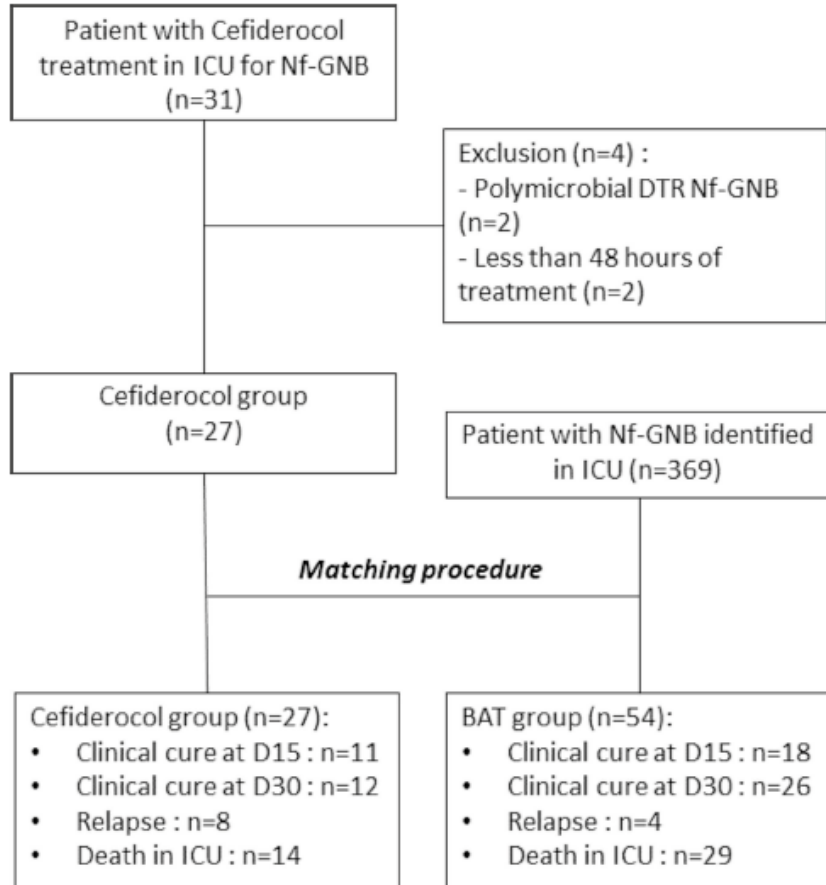 Patient with Cefiderocol
treatment in ICU for Nf-GNB
(n=31)
Exclusion (n=4) :
- Polymicrobial DTR Nf-GNB
(n=2)
- Less than 48 hours of
treatment (n=2)
Cefiderocol group
(n=27)
Patient with Nf-GNB identified
in ICU (n=369)
Matching procedure
Cefiderocol group (n=27):
• Clinical cure at D15 : n=11
• Clinical cure at D30 : n=12
• Relapse : n=8
• Death in ICU : n=14
BAT group (n=54):
• Clinical cure at D15 : n=18
• Clinical cure at D30 : n=26
• Relapse : n=4
• Death in ICU : n=29